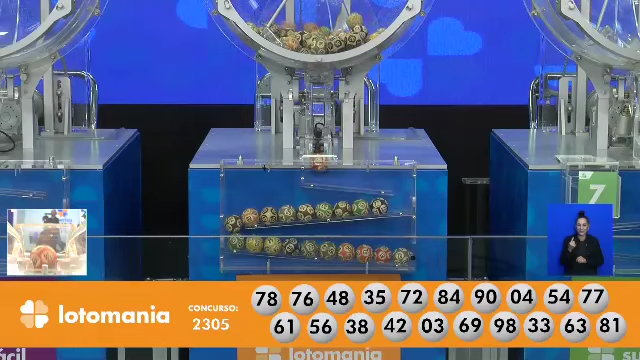 7
lotomania
CONCURSO:
2305
78 76 48 35 72 84 90 04 54 77
61 56 38 42 03 69 98 33 63 81
ácil
lotomania